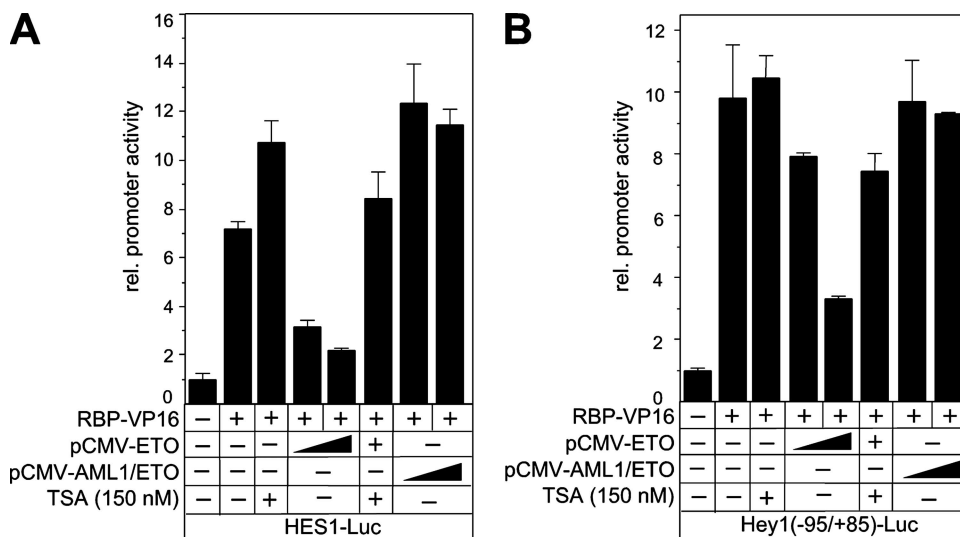 A
rel. promoter activity
16
14
12
10
8
6
4
2
0
RBP-VP16 − + + + + + + +
pCMV-ETO − − − + −
pCMV-AML1/ETO − − − − −
TSA (150 nM) − − + − + −
HES1-Luc
B
rel. promoter activity
12
10
8
6
4
2
0
RBP-VP16 − + + + + + + +
pCMV-ETO − − − + −
pCMV-AML1/ETO − − − − −
TSA (150 nM) − − + − + −
Hey1(-95/+85)-Luc